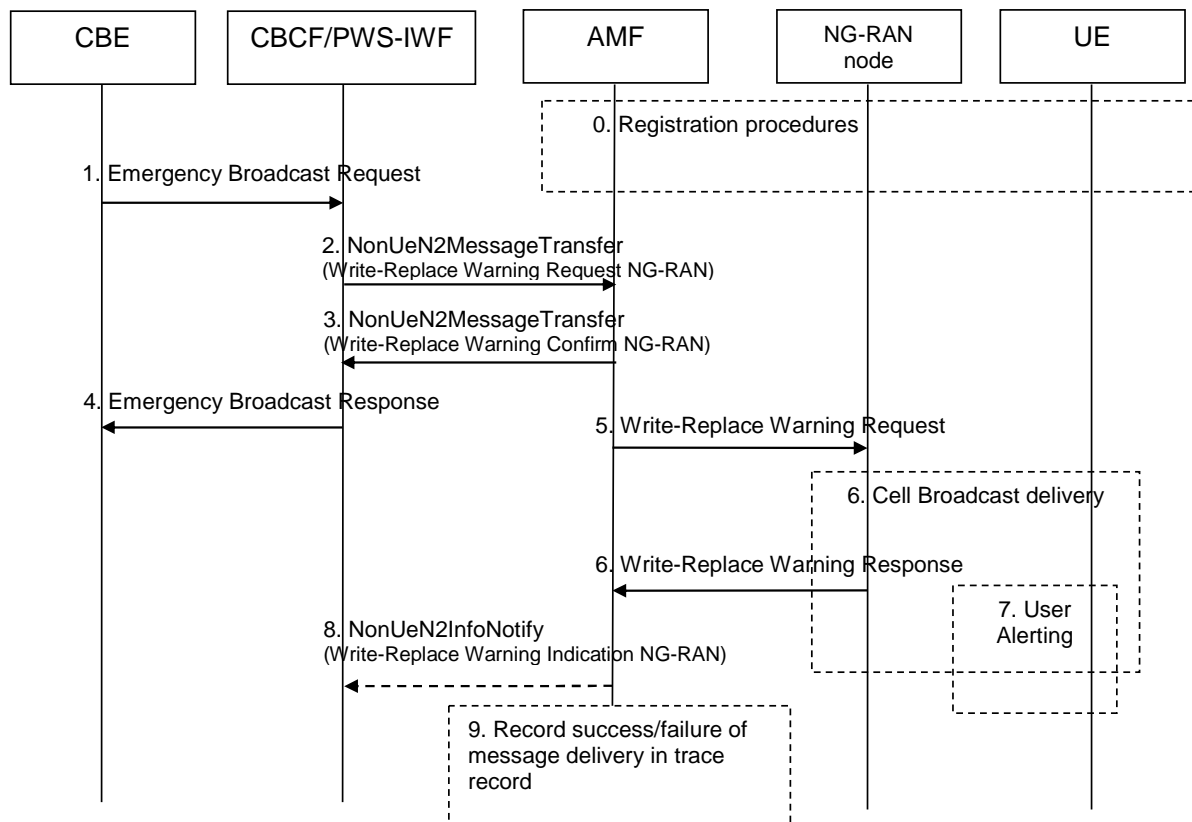 CBE
CBCF/PWS-IWF
AMF
NG-RAN
node
UE
0. Registration procedures
1. Emergency Broadcast Request
2. NonUeN2MessageTransfer
(Write-Replace Warning Request NG-RAN)
3. NonUeN2MessageTransfer
(Write-Replace Warning Confirm NG-RAN)
4. Emergency Broadcast Response
5. Write-Replace Warning Request
6. Cell Broadcast delivery
6. Write-Replace Warning Response
7. User
Alerting
8. NonUeN2InfoNotify
(Write-Replace Warning Indication NG-RAN)
9. Record success/failure of
message delivery in trace
record